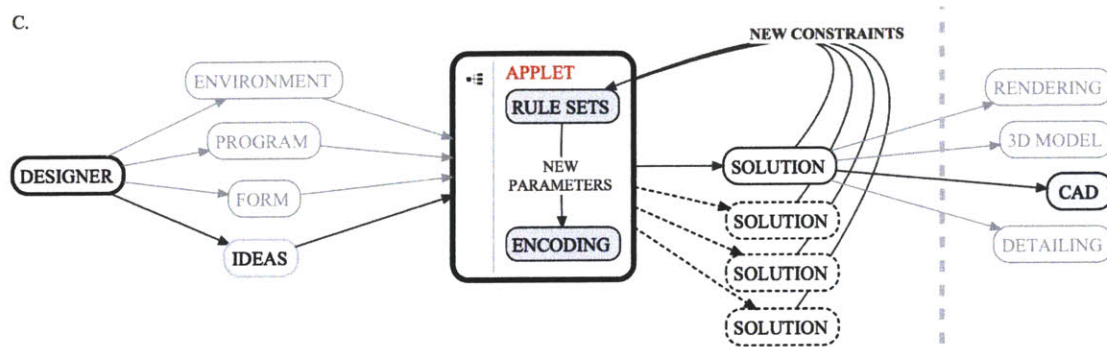 C.
NEW CONSTRAINTS
ENVIRONMENT
PROGRAM
DESIGNER
FORM
IDEAS
APPLET
RULE SETS
NEW
PARAMETERS
ENCODING
SOLUTION
SOLUTION
SOLUTION
SOLUTION
RENDERING
3D MODEL
CAD
DETAILING